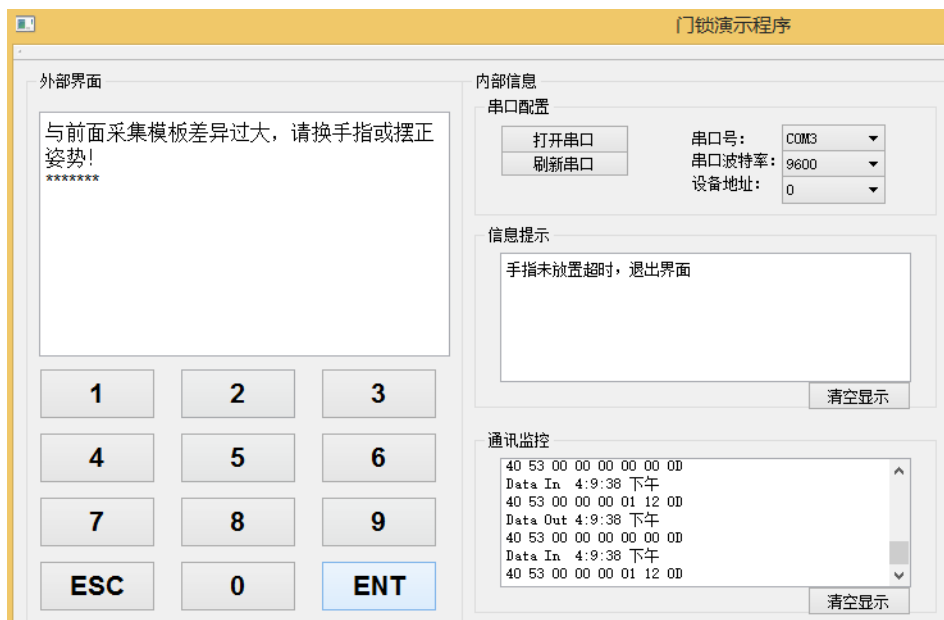 门锁演示程序
外部界面
与前面采集模板差异过大，请换手指或摆正
姿势！
*******
1 2 3
4 5 6
7 8 9
ESC 0 ENT
内部信息
串口配置
打开串口
刷新串口
串口号： COM3
串口波特率： 9600
设备地址： 0
信息提示
手指未放置超时，退出界面
清空显示
通讯监控
40 53 00 00 00 00 00 0D
Data In 4:9:38 下午
40 53 00 00 00 01 12 0D
Data Out 4:9:38 下午
40 53 00 00 00 00 00 0D
Data In 4:9:38 下午
40 53 00 00 00 01 12 0D
清空显示